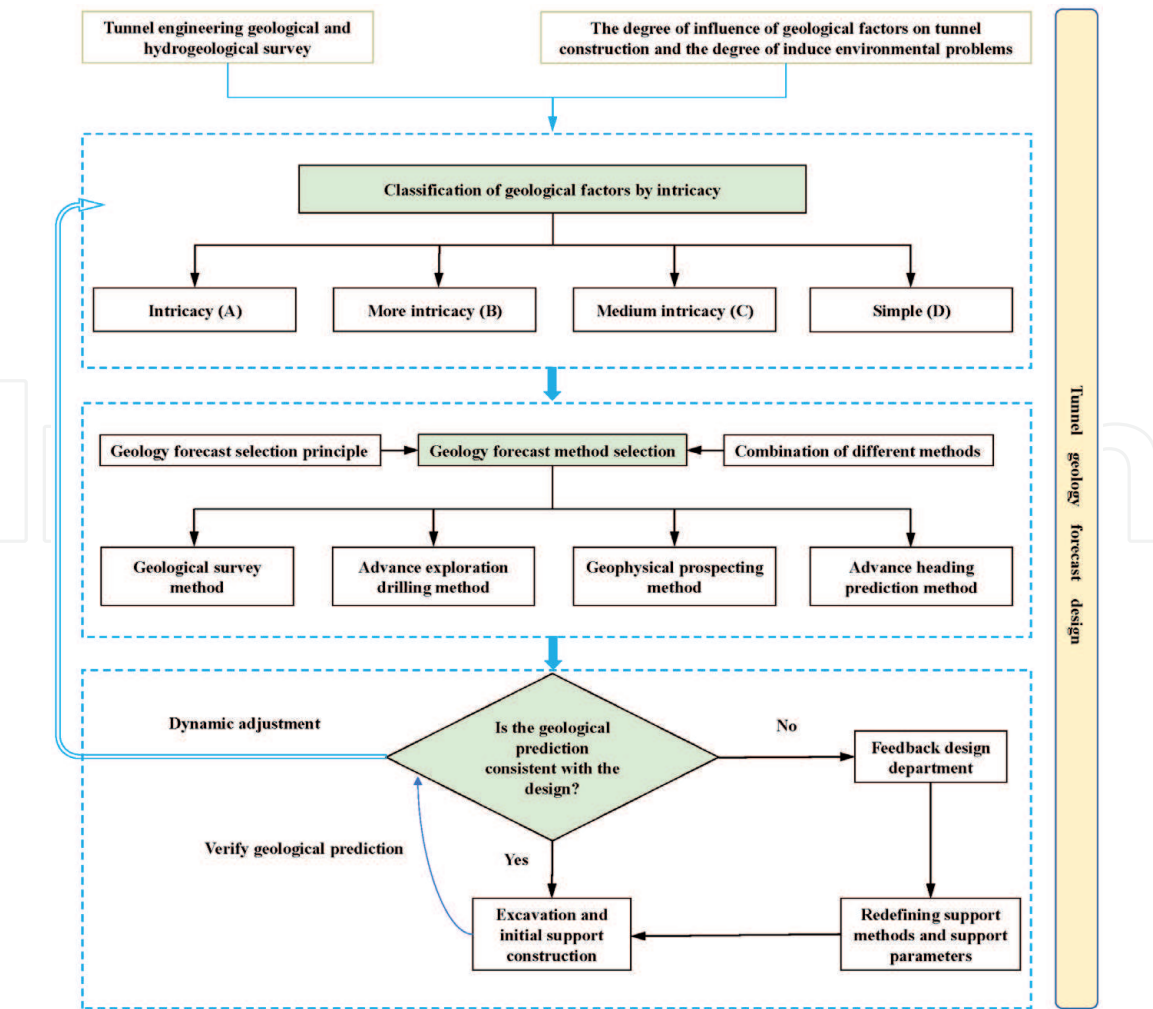 Tunnel engineering geological and
hydrogeological survey
The degree of influence of geological factors on tunnel
construction and the degree of induce environmental problems
Classification of geological factors by intricacy
Intricacy (A)
More intricacy (B)
Medium intricacy (C)
Simple (D)
Geology forecast selection principle
Geology forecast method selection
Combination of different methods
Geological survey
method
Advance exploration
drilling method
Geophysical prospecting
method
Advance heading
prediction method
Dynamic adjustment
Is the geological
prediction
consistent with the
design?
No
Feedback design
department
Verify geological prediction
Yes
Excavation and
initial support
construction
Redefining support
methods and support
parameters
Tunnel geology forecast design